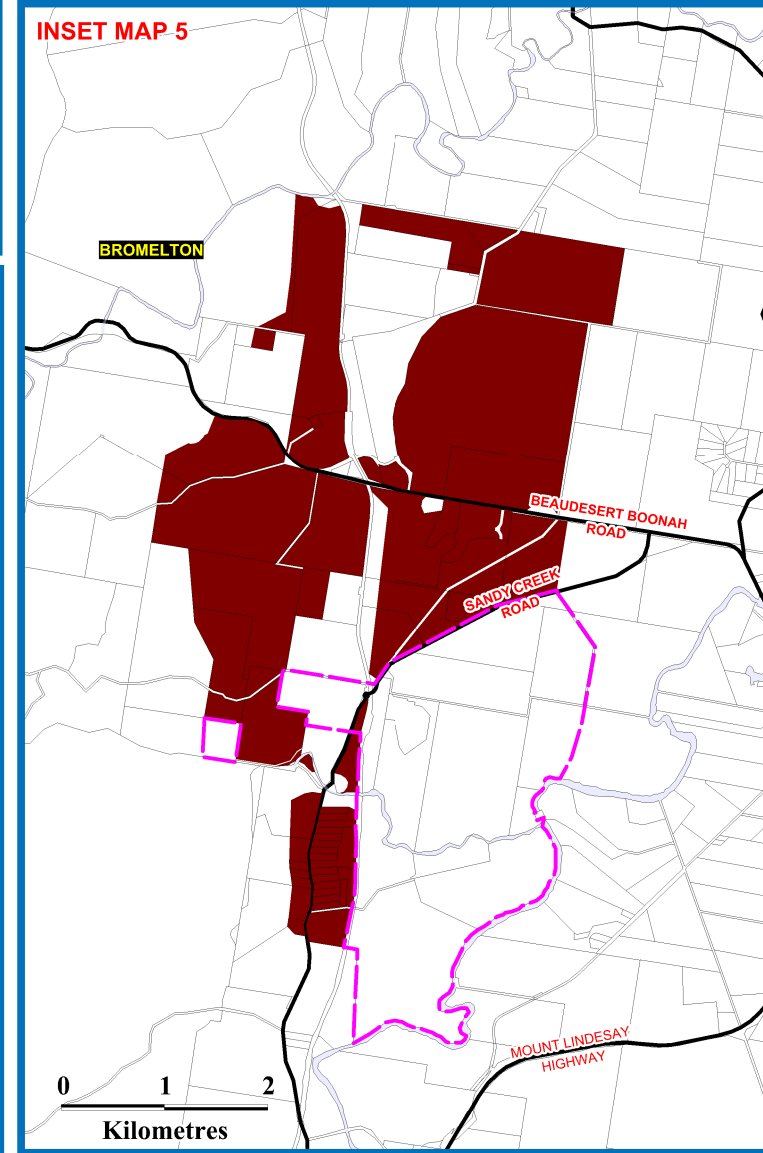 INSET MAP 5
BROMELTON
BEAUDESERT BOONAH
ROAD
SANDY CREEK
ROAD
MOUNT LINDESAY
HIGHWAY
0 1 2
Kilometres